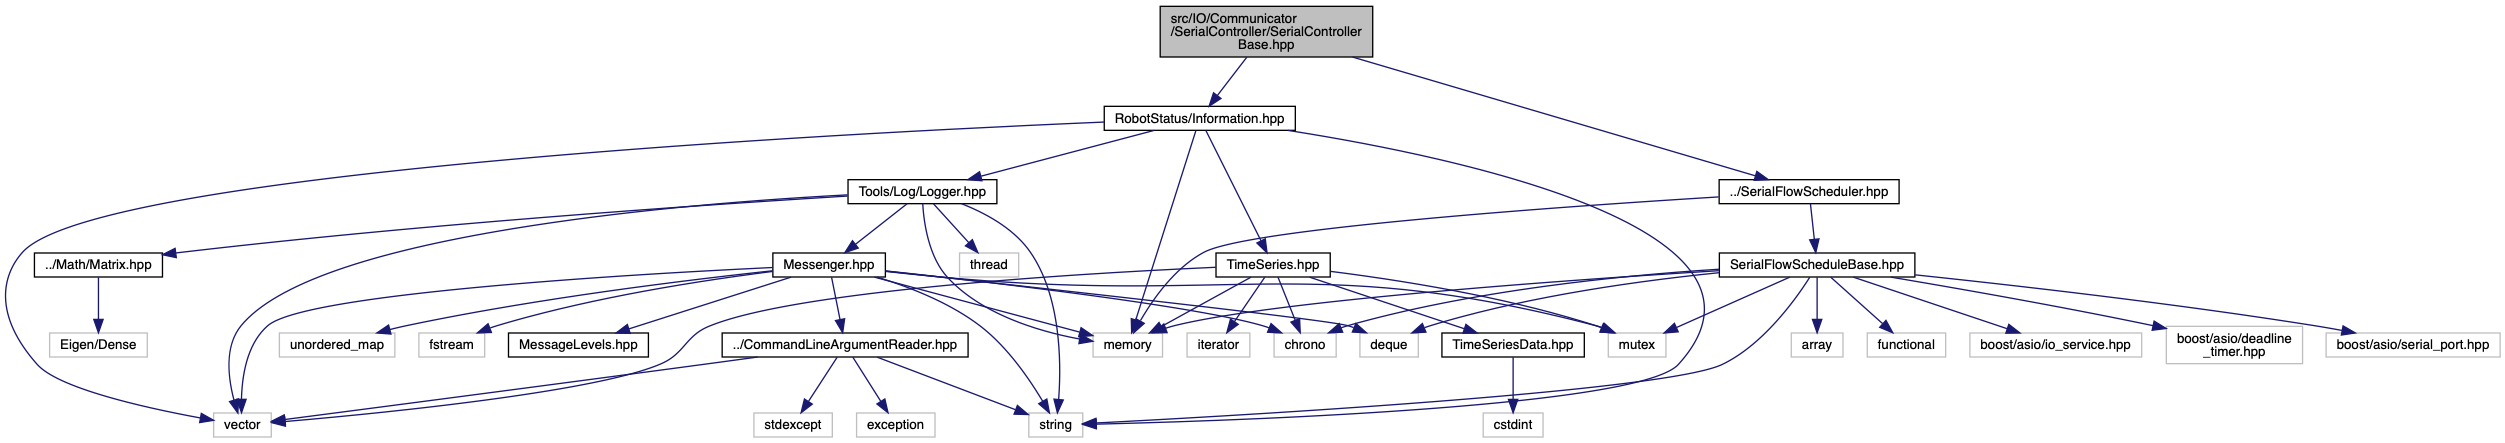 src/IO/Communicator
/SerialController/SerialController
Base.hpp
RobotStatus/Information.hpp
Tools/Log/Logger.hpp
../SerialFlowScheduler.hpp
../Math/Matrix.hpp
Messenger.hpp
thread
TimeSeries.hpp
SerialFlowScheduleBase.hpp
Eigen/Dense
unordered_map
fstream
MessageLevels.hpp
../CommandLineArgumentReader.hpp
memory
iterator
chrono
deque
TimeSeriesData.hpp
mutex
array
functional
boost/asio/io_service.hpp
boost/asio/deadline
_timer.hpp
boost/asio/serial_port.hpp
vector
stdexcept
exception
string
cstdint